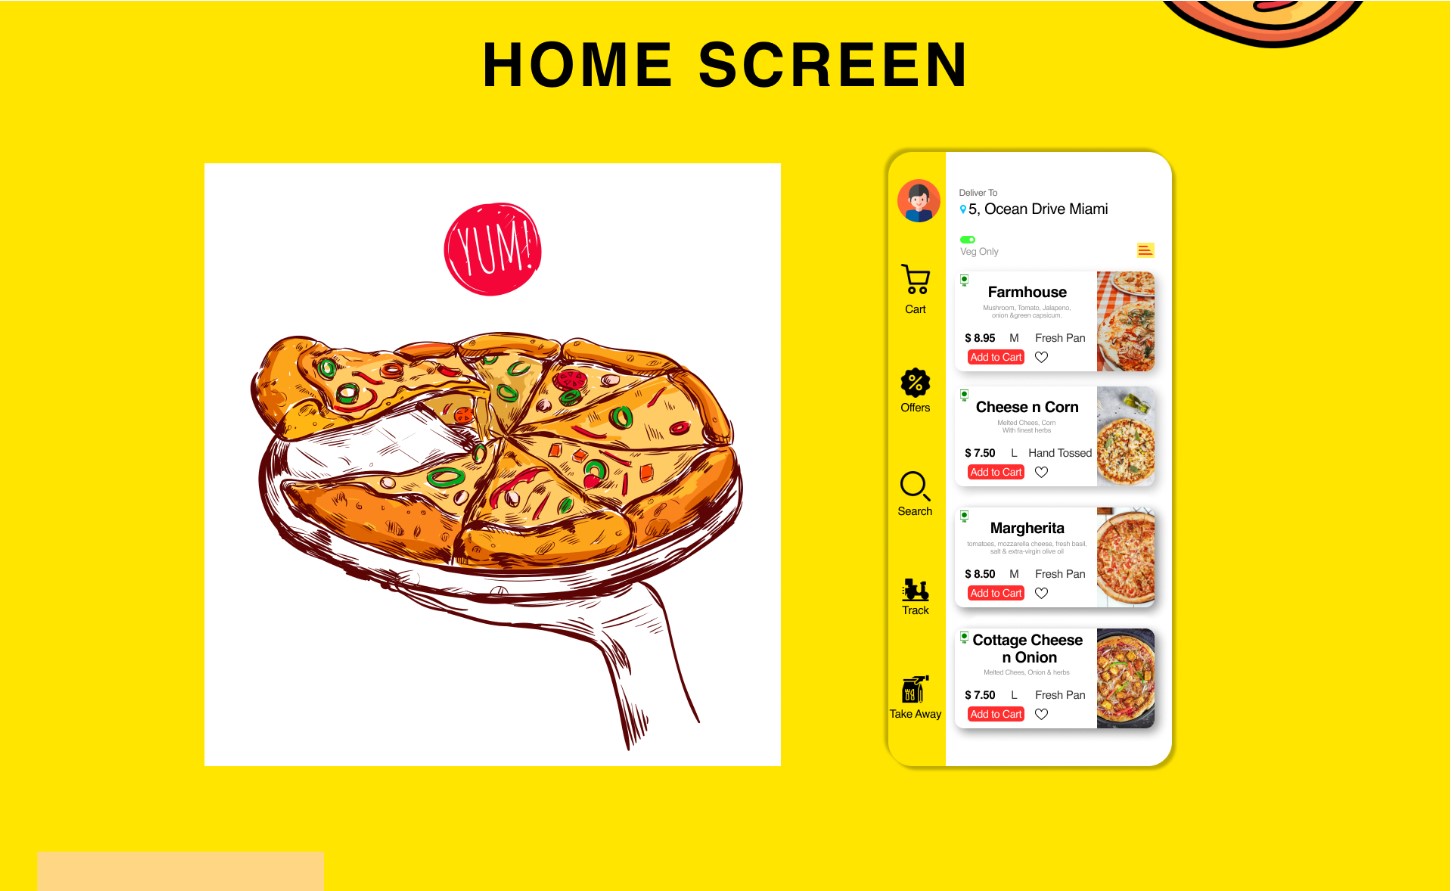 HOME SCREEN
YUM!
Deliver To
5, Ocean Drive Miami
Veg Only
Cart
Offers
Search
Track
Take Away
Farmhouse
Mushroom, Tomato, Jalapeno,
onion &green capsicum.
$ 8.95 M Fresh Pan
Add to Cart
Cheese n Corn
Melted Chees, Corn
With finest herbs
$ 7.50 L Hand Tossed
Add to Cart
Margherita
tomatoes, mozzarella cheese, fresh basil,
salt & extra-virgin olive oil
$ 8.50 M Fresh Pan
Add to Cart
Cottage Cheese
n Onion
Melted Chees, Onion & herbs
$ 7.50 L Fresh Pan
Add to Cart